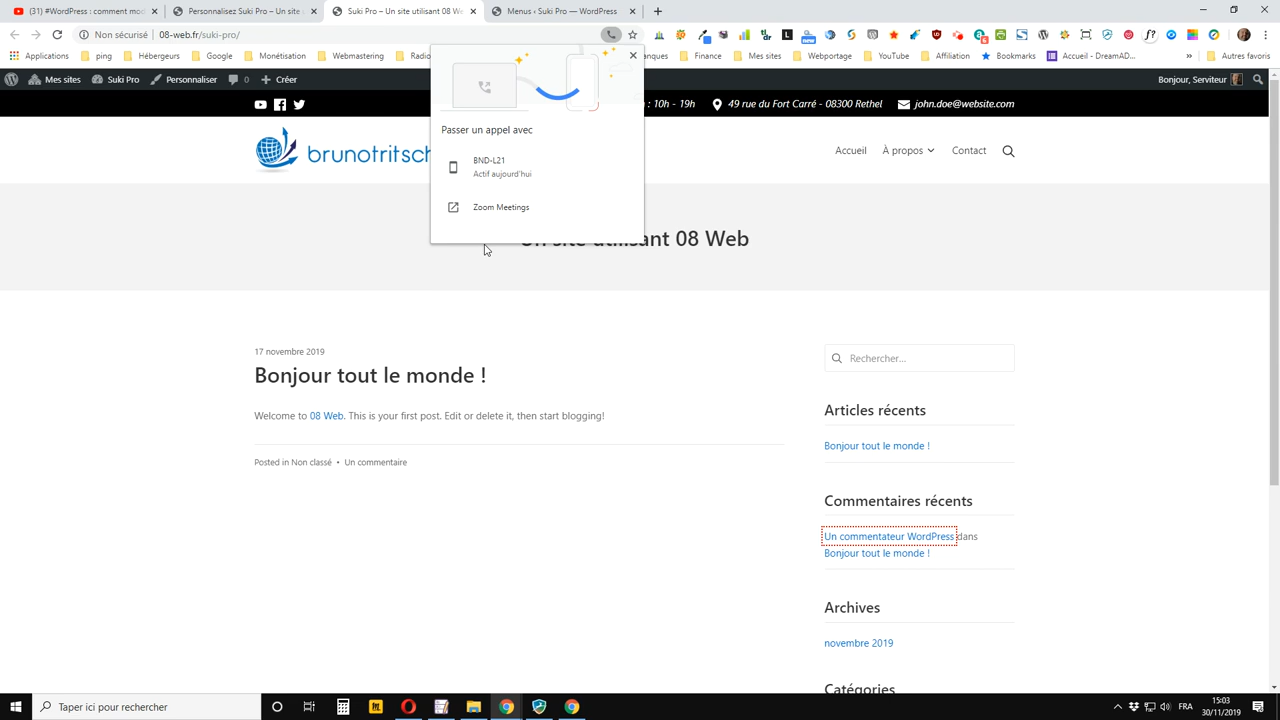 (31) #WordPress : comment mod
Personnalisez Suki Pro : Un site ut
Suki Pro – Un site utilisant 08 We
Menus ‹ Suki Pro — WordPress
Non sécurisé
08-web.fr/suki-pro/
Applications
ping
Hébergeurs
Google
Monétisation
Webmastering
Radio
anques
Finance
Mes sites
Webportage
YouTube
Affiliation
Bookmarks
Accueil - DreamAD...
»
Autres favoris
Mes sites
Suki Pro
Personnaliser
0
Créer
Bonjour, Serviteur
: 10h - 19h
49 rue du Fort Carré - 08300 Rethel
john.doe@website.com
Passer un appel avec
BND-L21
Actif aujourd'hui
Zoom Meetings
brunotritsch
Accueil
À propos
Contact
Un site utilisant 08 Web
17 novembre 2019
Bonjour tout le monde !
Welcome to 08 Web. This is your first post. Edit or delete it, then start blogging!
Posted in Non classé • Un commentaire
Rechercher...
Articles récents
Bonjour tout le monde !
Commentaires récents
Un commentateur WordPress dans
Bonjour tout le monde !
Archives
novembre 2019
Catégories
Taper ici pour rechercher
FRA
15:03
30/11/2019